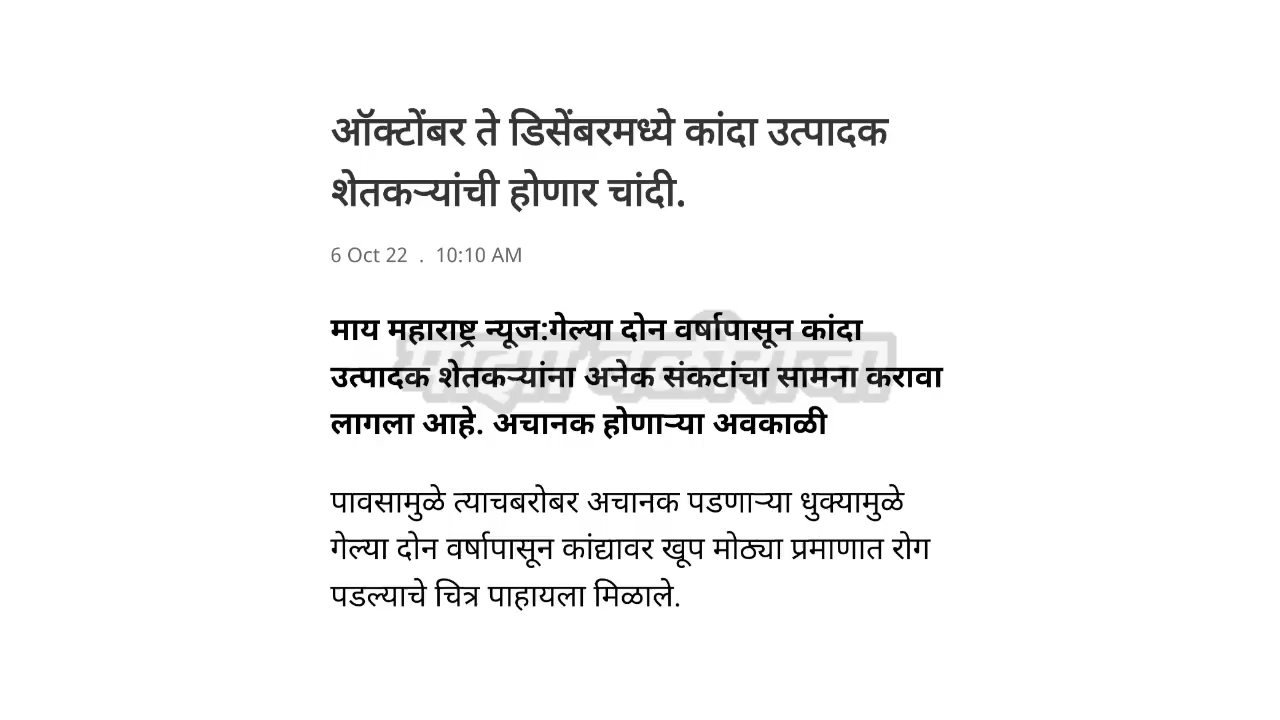 ऑक्टोंबर ते डिसेंबरमध्ये कांदा उत्पादक
शेतकऱ्यांची होणार चांदी.
6 Oct 22 . 10:10 AM
माय महाराष्ट्र न्यूज:गेल्या दोन वर्षापासून कांदा
माझा बळीराजा
उत्पादक शेतकऱ्यांना अनेक संकटांचा सामना करावा
लागला आहे. अचानक होणाऱ्या अवकाळी
पावसामुळे त्याचबरोबर अचानक पडणाऱ्या धुक्यामुळे
गेल्या दोन वर्षापासून कांद्यावर खूप मोठ्या प्रमाणात रोग
पडल्याचे चित्र पाहायला मिळाले.